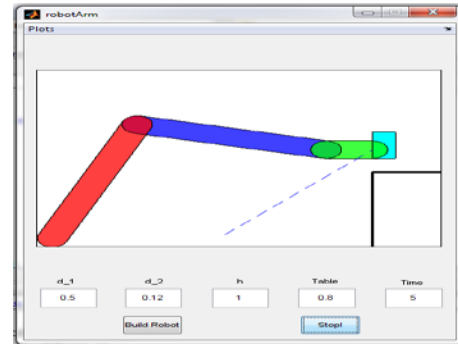 robotArm
Plots
d_1 d_2 h Table Time
0.5 0.12 1 0.8 5
Build Robot Stop!